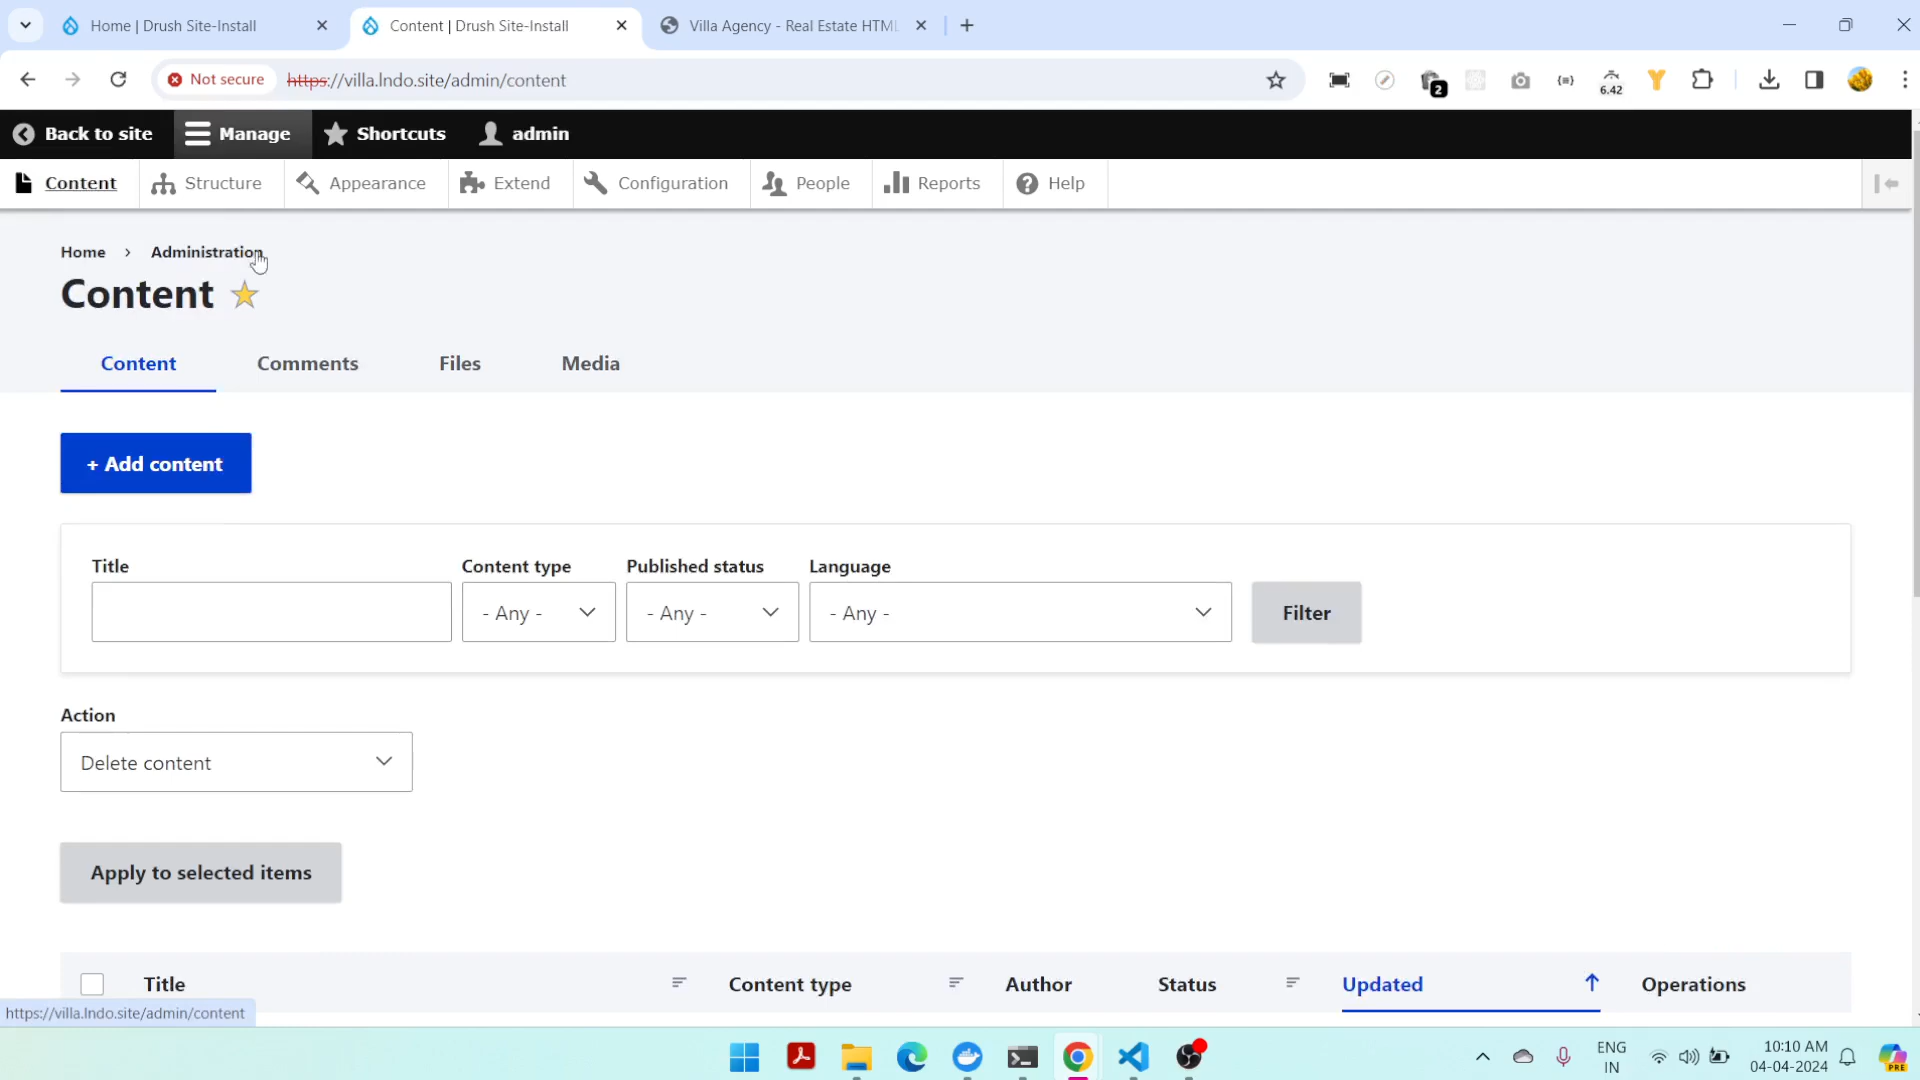 Home | Drush Site-Install
Content | Drush Site-Install
Villa Agency - Real Estate HTML
Not secure
https://villa.lndo.site/admin/content
2
6.42
Back to site
Manage
Shortcuts
admin
Content
Structure
Appearance
Extend
Configuration
People
Reports
Help
Home > Administration
Content
Content
Comments
Files
Media
+ Add content
Title
Content type
Published status
Language
- Any -
- Any -
- Any -
Filter
Action
Delete content
Apply to selected items
Title
Content type
Author
Status
Updated
Operations
https://villa.lndo.site/admin/content
ENG
IN
10:10 AM
04-04-2024
PRE